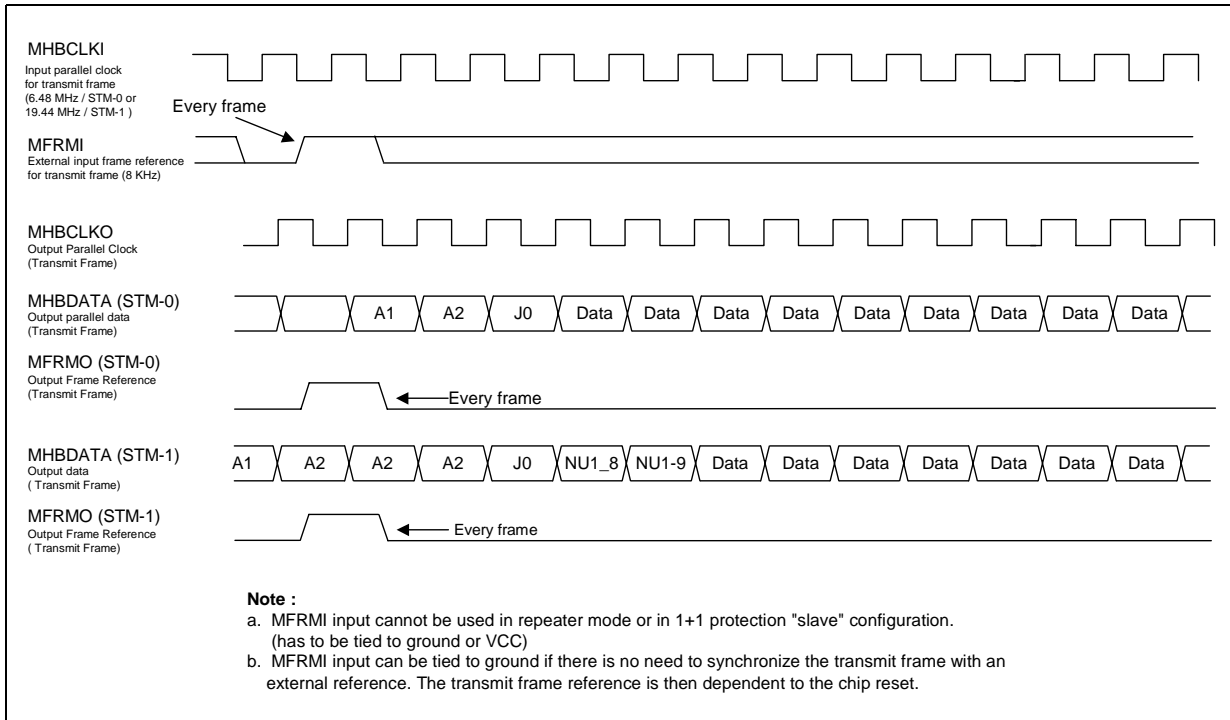 MHBCLKI
Input parallel clock
for transmit frame
(6.48 MHz / STM-0 or
19.44 MHz / STM-1 )
Every frame
MFRMI
External input frame reference
for transmit frame (8 KHz)
MHBCLKO
Output Parallel Clock
(Transmit Frame)
MHBDATA (STM-0)
Output parallel data
(Transmit Frame)
A1 A2 J0 Data Data Data Data Data Data Data Data
MFRMO (STM-0)
Output Frame Reference
(Transmit Frame)
Every frame
MHBDATA (STM-1)
Output data
( Transmit Frame)
A1 A2 A2 A2 J0 NU1_8 NU1-9 Data Data Data Data Data Data
MFRMO (STM-1)
Output Frame Reference
( Transmit Frame)
Every frame
Note :
a. MFRMI input cannot be used in repeater mode or in 1+1 protection "slave" configuration.
(has to be tied to ground or VCC)
b. MFRMI input can be tied to ground if there is no need to synchronize the transmit frame with an
external reference. The transmit frame reference is then dependent to the chip reset.